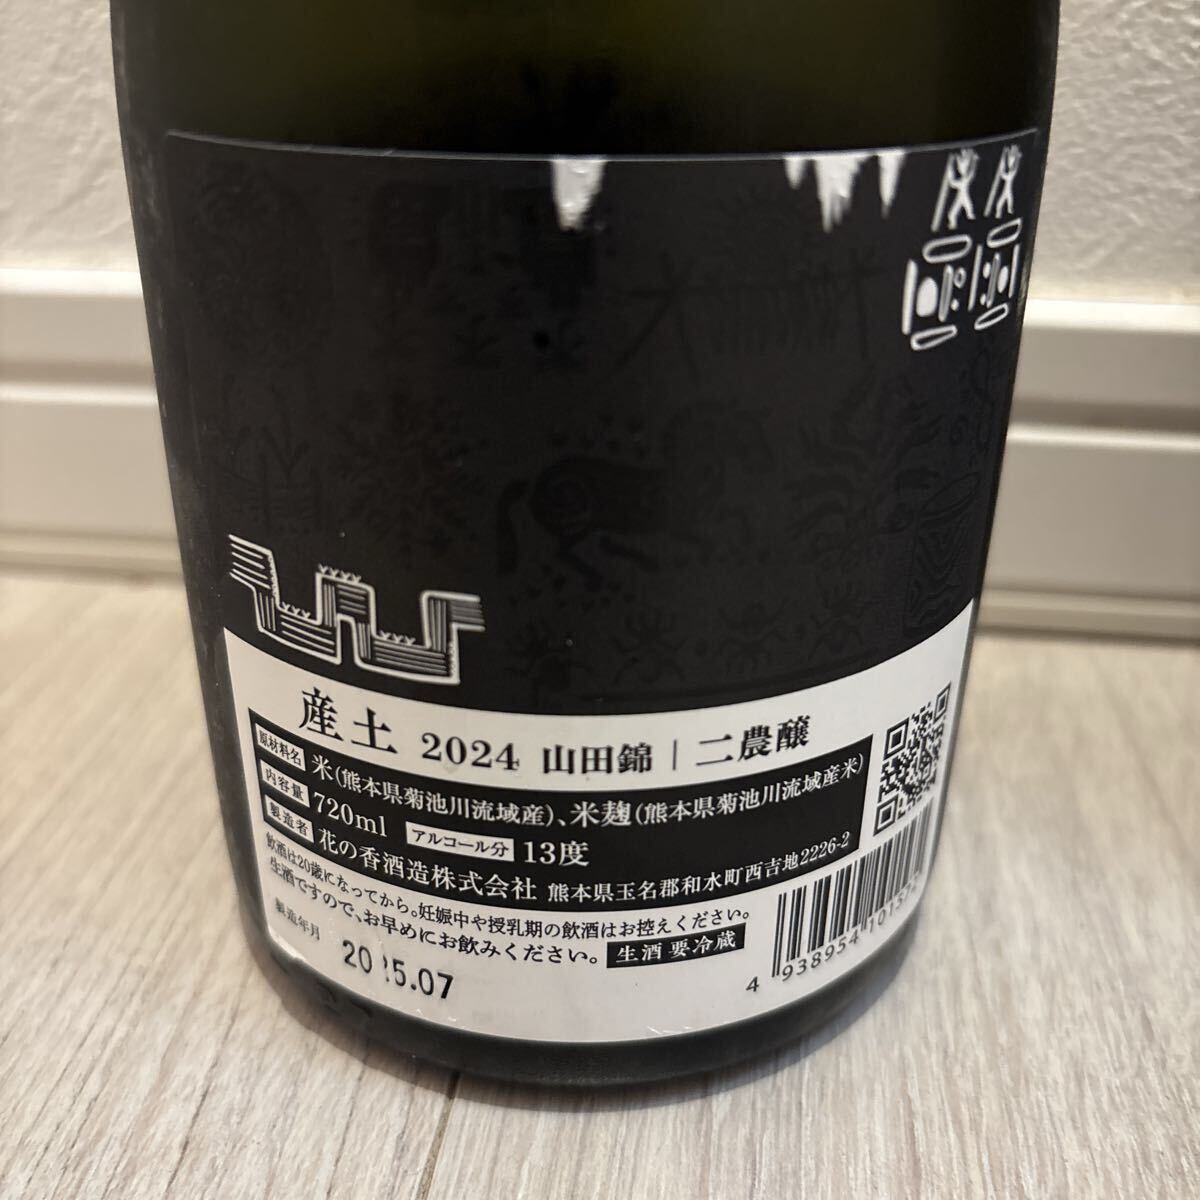 産土 2024 山田錦｜二農醸
原材料名 米(熊本県菊池川流域産)、米麹(熊本県菊池川流域産米)
内容量 720ml アルコール分 13度
製造者 花の香酒造株式会社 熊本県玉名郡和水町西吉地2226-2
飲酒は20歳になってから。妊娠中や授乳期の飲酒はお控えください。
生酒ですので、お早めにお飲みください。 生酒 要冷蔵
製造年月 2025.07
4 938954 1013